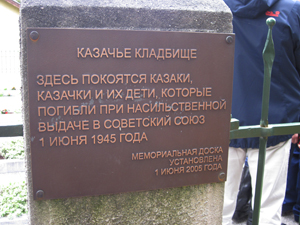 КАЗАЧЬЕ КЛАДБИЩЕ
ЗДЕСЬ ПОКОЯТСЯ КАЗАКИ,
КАЗАЧКИ И ИХ ДЕТИ, КОТОРЫЕ
ПОГИБЛИ ПРИ НАСИЛЬСТВЕННОЙ
ВЫДАЧЕ В СОВЕТСКИЙ СОЮЗ
1 ИЮНЯ 1945 ГОДА
МЕМОРИАЛЬНАЯ ДОСКА
УСТАНОВЛЕНА
1 ИЮНЯ 2005 ГОДА